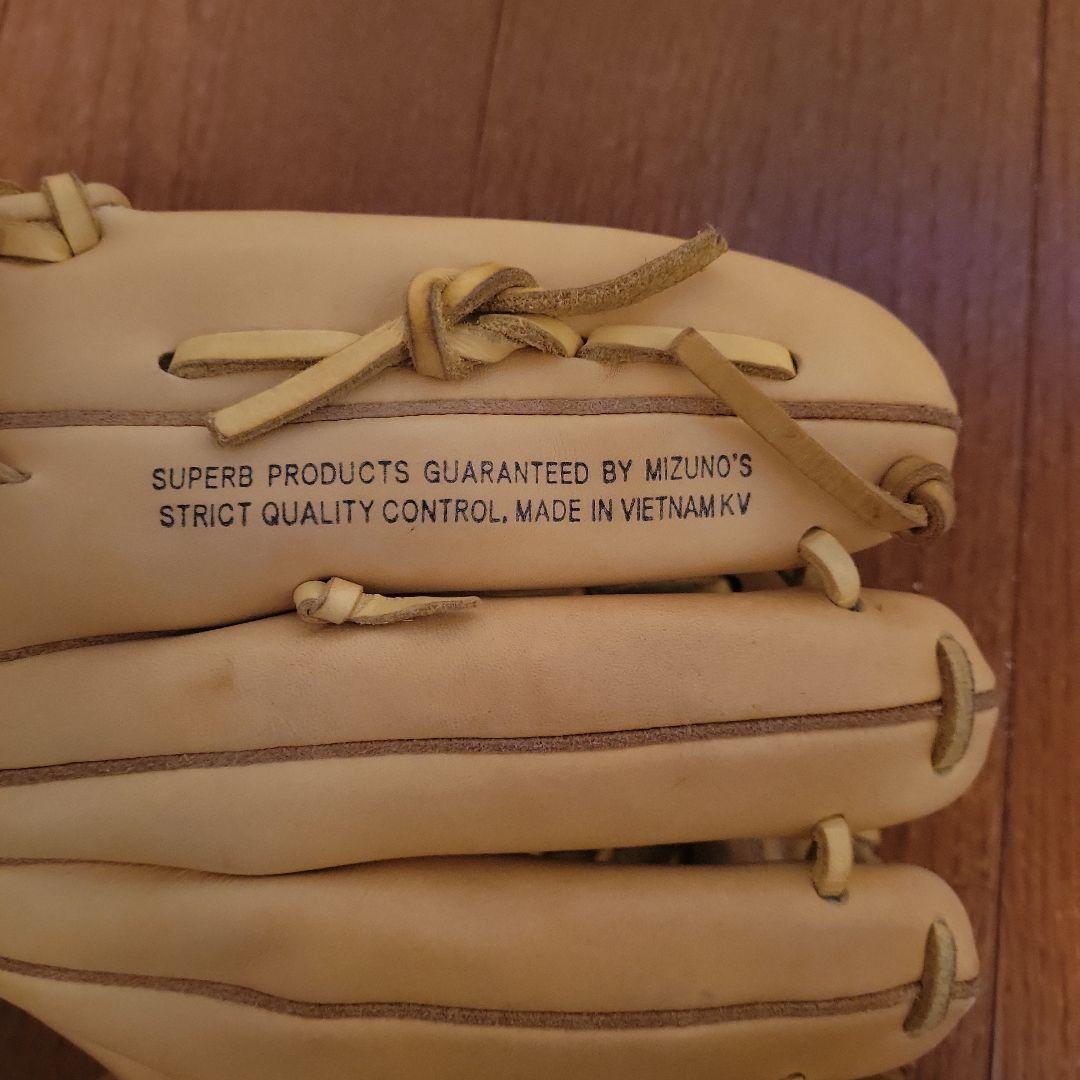 SUPERB PRODUCTS GUARANTEED BY MIZUNO'S
STRICT QUALITY CONTROL. MADE IN VIETNAM KV